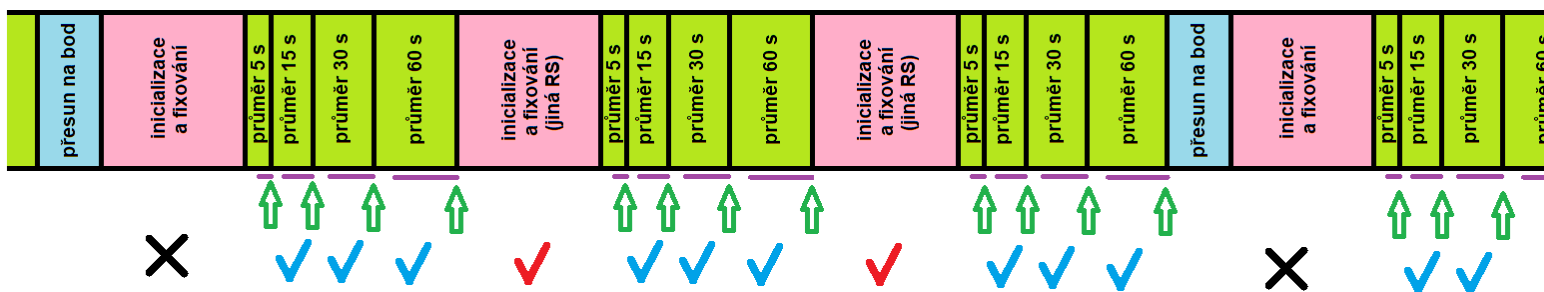 přesun na bod
inicializace
a fixování
průměr 5 s
průměr 15 s
průměr 30 s
průměr 60 s
inicializace
a fixování
(jiná RS)
průměr 5 s
průměr 15 s
průměr 30 s
průměr 60 s
inicializace
a fixování
(jiná RS)
průměr 5 s
průměr 15 s
průměr 30 s
průměr 60 s
přesun na bod
inicializace
a fixování
průměr 5 s
průměr 15 s
průměr 30 s
průměr 60 s